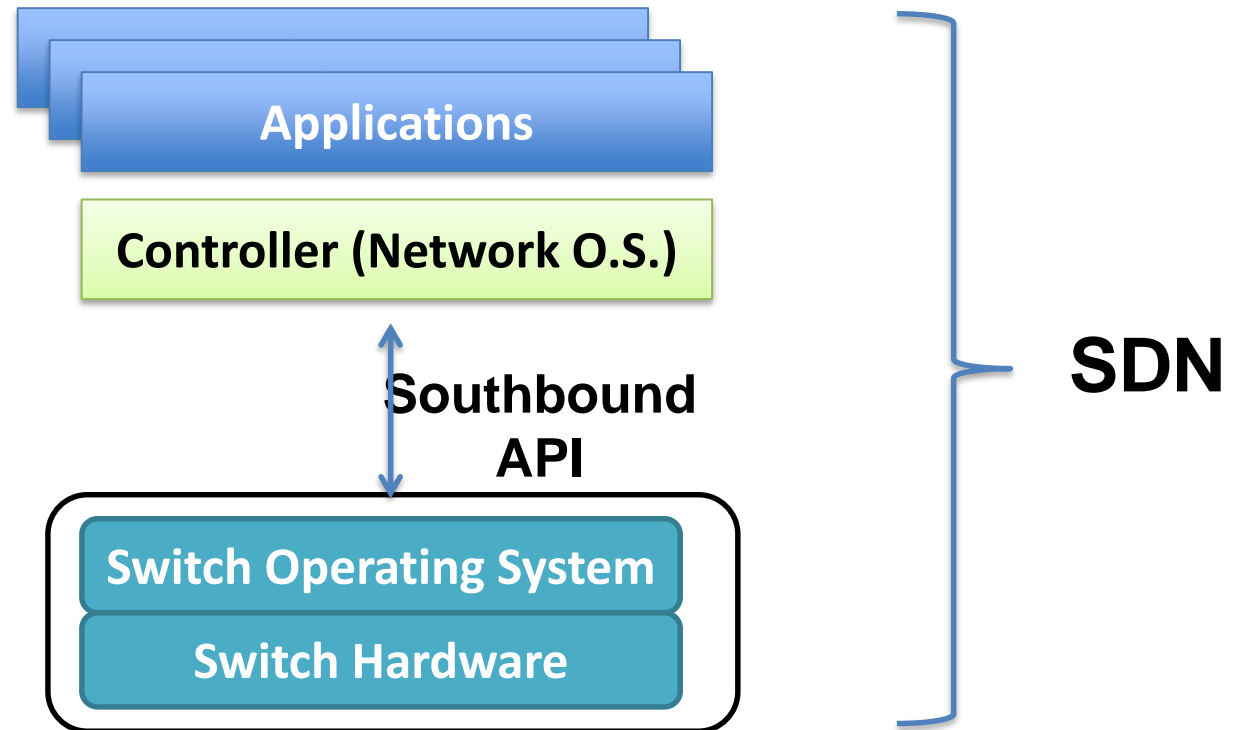 Applications
Controller (Network O.S.)
Southbound
API
SDN
Switch Operating System
Switch Hardware